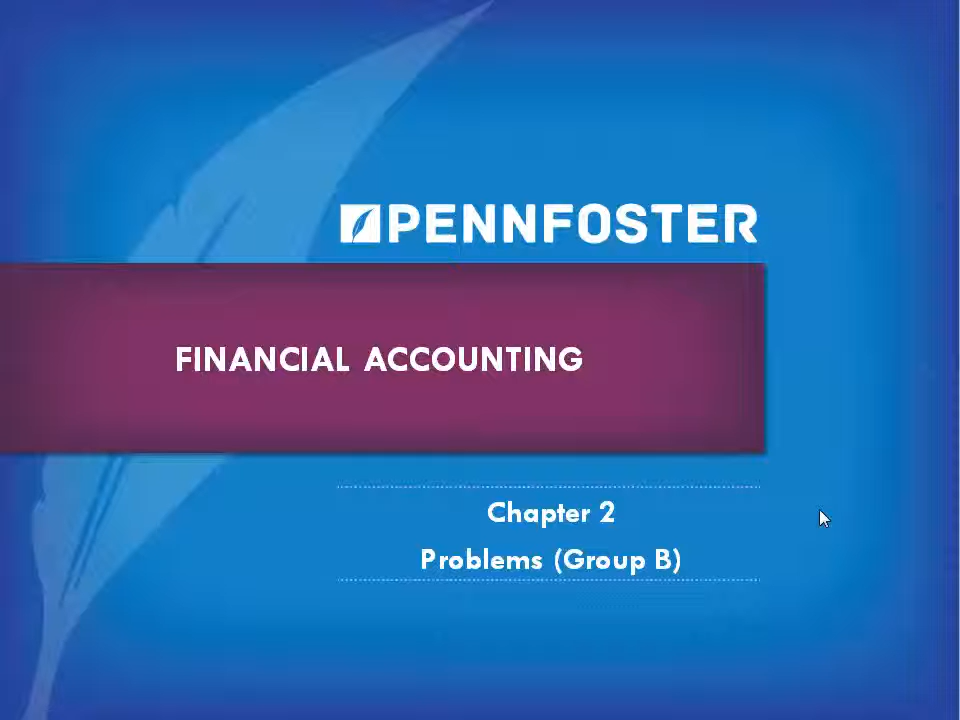 PENNFOSTER
FINANCIAL ACCOUNTING
Chapter 2
Problems (Group B)